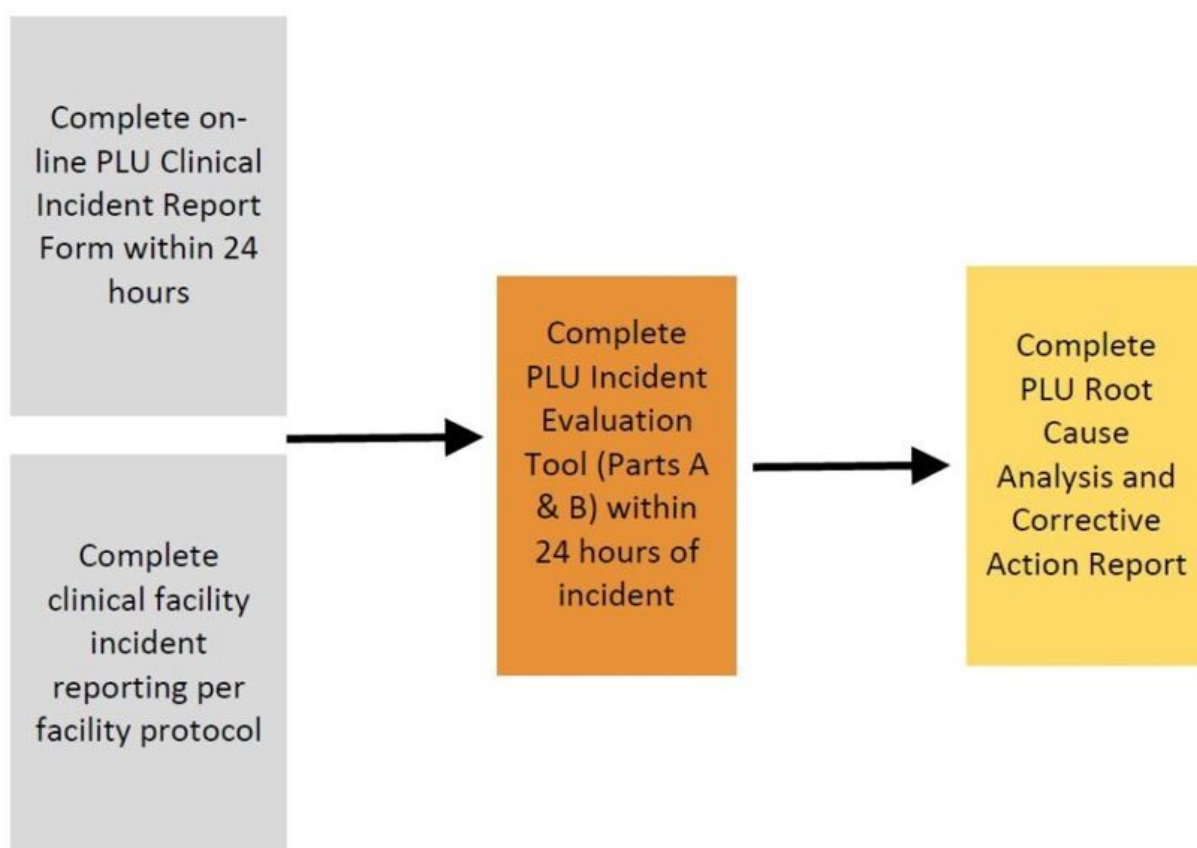 Complete on-
line PLU Clinical
Incident Report
Form within 24
hours
Complete
clinical facility
incident
reporting per
facility protocol
Complete
PLU Incident
Evaluation
Tool (Parts A
& B) within
24 hours of
incident
Complete
PLU Root
Cause
Analysis and
Corrective
Action Report